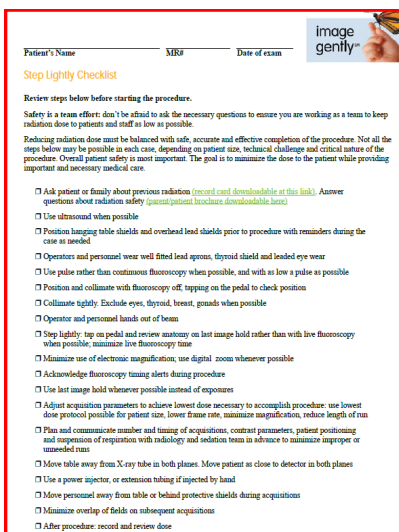 image
gently℠
Patient's Name MR# Date of exam
Step Lightly Checklist
Review steps below before starting the procedure.
Safety is a team effort: don't be afraid to ask the necessary questions to ensure you are working as a team to keep
radiation dose to patients and staff as low as possible.
Reducing radiation dose must be balanced with safe, accurate and effective completion of the procedure. Not all the
steps below may be possible in each case, depending on patient size, technical challenge and critical nature of the
procedure. Overall patient safety is most important. The goal is to minimize the dose to the patient while providing
important and necessary medical care.
☐ Ask patient or family about previous radiation (record card downloadable at this link). Answer
questions about radiation safety (parent/patient brochure downloadable here)
☐ Use ultrasound when possible
☐ Position hanging table shields and overhead lead shields prior to procedure with reminders during the
case as needed
☐ Operators and personnel wear well fitted lead aprons, thyroid shield and leaded eye wear
☐ Use pulse rather than continuous fluoroscopy when possible, and with as low a pulse as possible
☐ Position and collimate with fluoroscopy off, tapping on the pedal to check position
☐ Collimate tightly. Exclude eyes, thyroid, breast, gonads when possible
☐ Operator and personnel hands out of beam
☐ Step lightly: tap on pedal and review anatomy on last image hold rather than with live fluoroscopy
when possible; minimize live fluoroscopy time
☐ Minimize use of electronic magnification; use digital zoom whenever possible
☐ Acknowledge fluoroscopy timing alerts during procedure
☐ Use last image hold whenever possible instead of exposures
☐ Adjust acquisition parameters to achieve lowest dose necessary to accomplish procedure: use lowest
dose protocol possible for patient size, lower frame rate, minimize magnification, reduce length of run
☐ Plan and communicate number and timing of acquisitions, contrast parameters, patient positioning
and suspension of respiration with radiology and sedation team in advance to minimize improper or
unneeded runs
☐ Move table away from X-ray tube in both planes. Move patient as close to detector in both planes
☐ Use a power injector, or extension tubing if injected by hand
☐ Move personnel away from table or behind protective shields during acquisitions
☐ Minimize overlap of fields on subsequent acquisitions
☐ After procedure: record and review dose